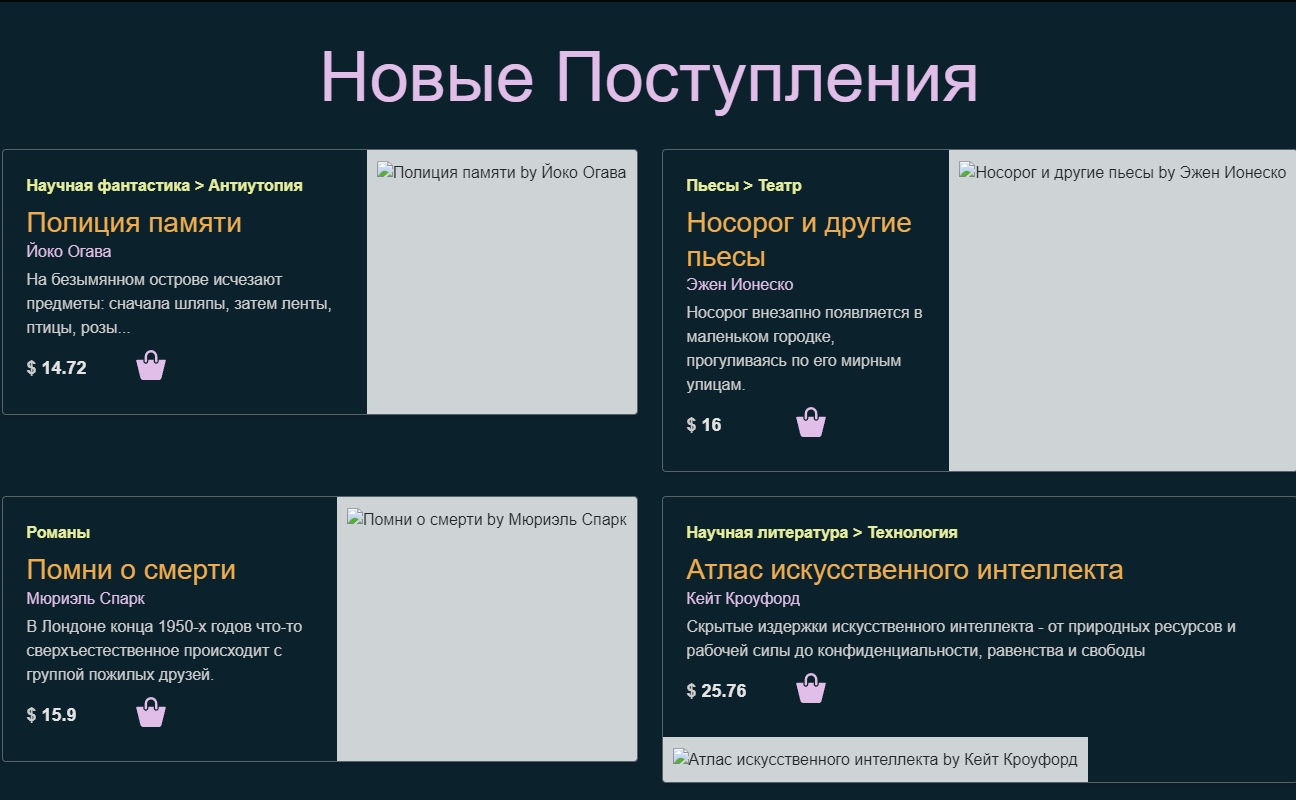 Новые Поступления
Научная фантастика > Антиутопия
Полиция памяти
Йоко Огава
На безымянном острове исчезают
предметы: сначала шляпы, затем ленты,
птицы, розы...
$ 14.72
Полиция памяти by Йоко Огава
Пьесы > Театр
Носорог и другие
пьесы
Эжен Ионеско
Носорог внезапно появляется в
маленьком городке,
прогуливаясь по его мирным
улицам.
$ 16
Носорог и другие пьесы by Эжен Ионеско
Романы
Помни о смерти
Мюриэль Спарк
В Лондоне конца 1950-х годов что-то
сверхъестественное происходит с
группой пожилых друзей.
$ 15.9
Помни о смерти by Мюриэль Спарк
Научная литература > Технология
Атлас искусственного интеллекта
Кейт Кроуфорд
Скрытые издержки искусственного интеллекта - от природных ресурсов и
рабочей силы до конфиденциальности, равенства и свободы
$ 25.76
Атлас искусственного интеллекта by Кейт Кроуфорд